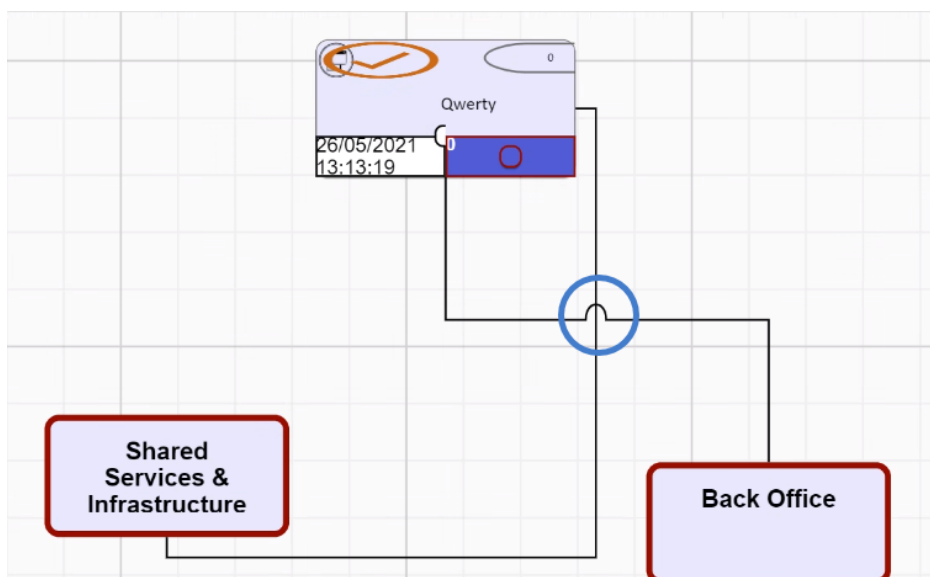 0
Qwerty
26/05/2021
13:13:19
0
Shared
Services &
Infrastructure
Back Office